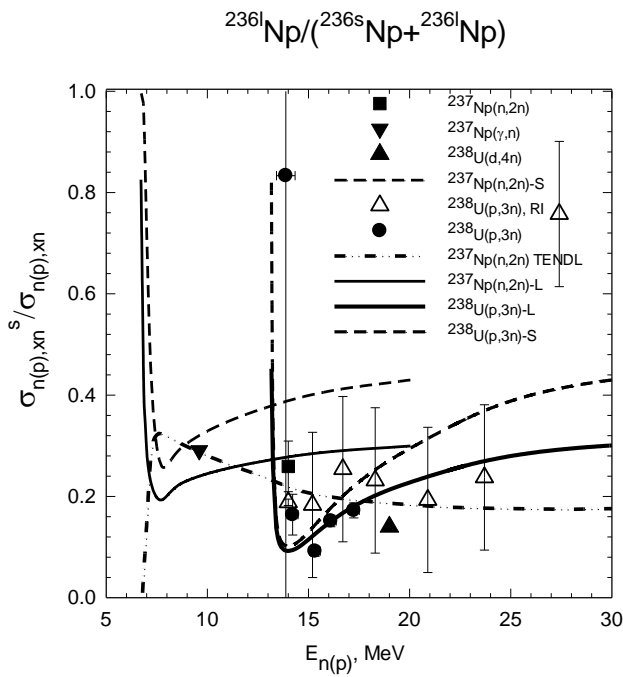 ²³⁶ˡNp/(²³⁶ˢNp+²³⁶ˡNp)
σₙ₍ₚ₎,ₓₙˢ/σₙ₍ₚ₎,ₓₙ
1.0
0.8
0.6
0.4
0.2
0.0
²³⁷Np(n,2n)
²³⁷Np(γ,n)
²³⁸U(d,4n)
²³⁷Np(n,2n)-S
²³⁸U(p,3n), RI
²³⁸U(p,3n)
²³⁷Np(n,2n) TENDL
²³⁷Np(n,2n)-L
²³⁸U(p,3n)-L
²³⁸U(p,3n)-S
5 10 15 20 25 30
Eₙ₍ₚ₎, MeV